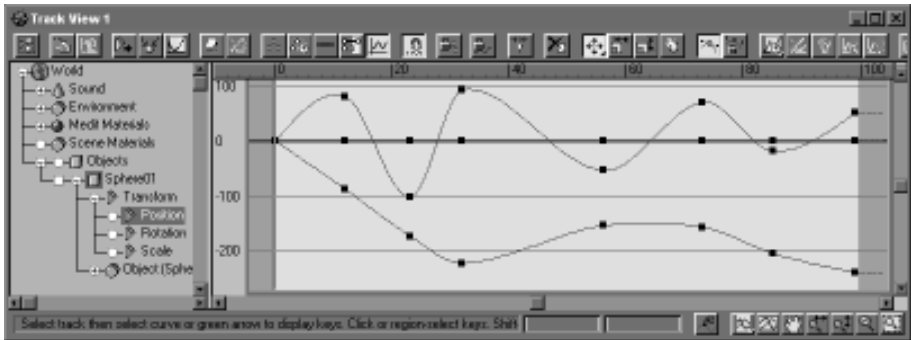 Track View 1
World
Sound
Environment
Medit Materials
Scene Materials
Objects
Sphere01
Transform
Position
Rotation
Scale
Object (Sphe
0 20 40 60 80 100
100
0
-100
-200
Select track then select curve or green arrow to display keys. Click or region-select keys. Shift